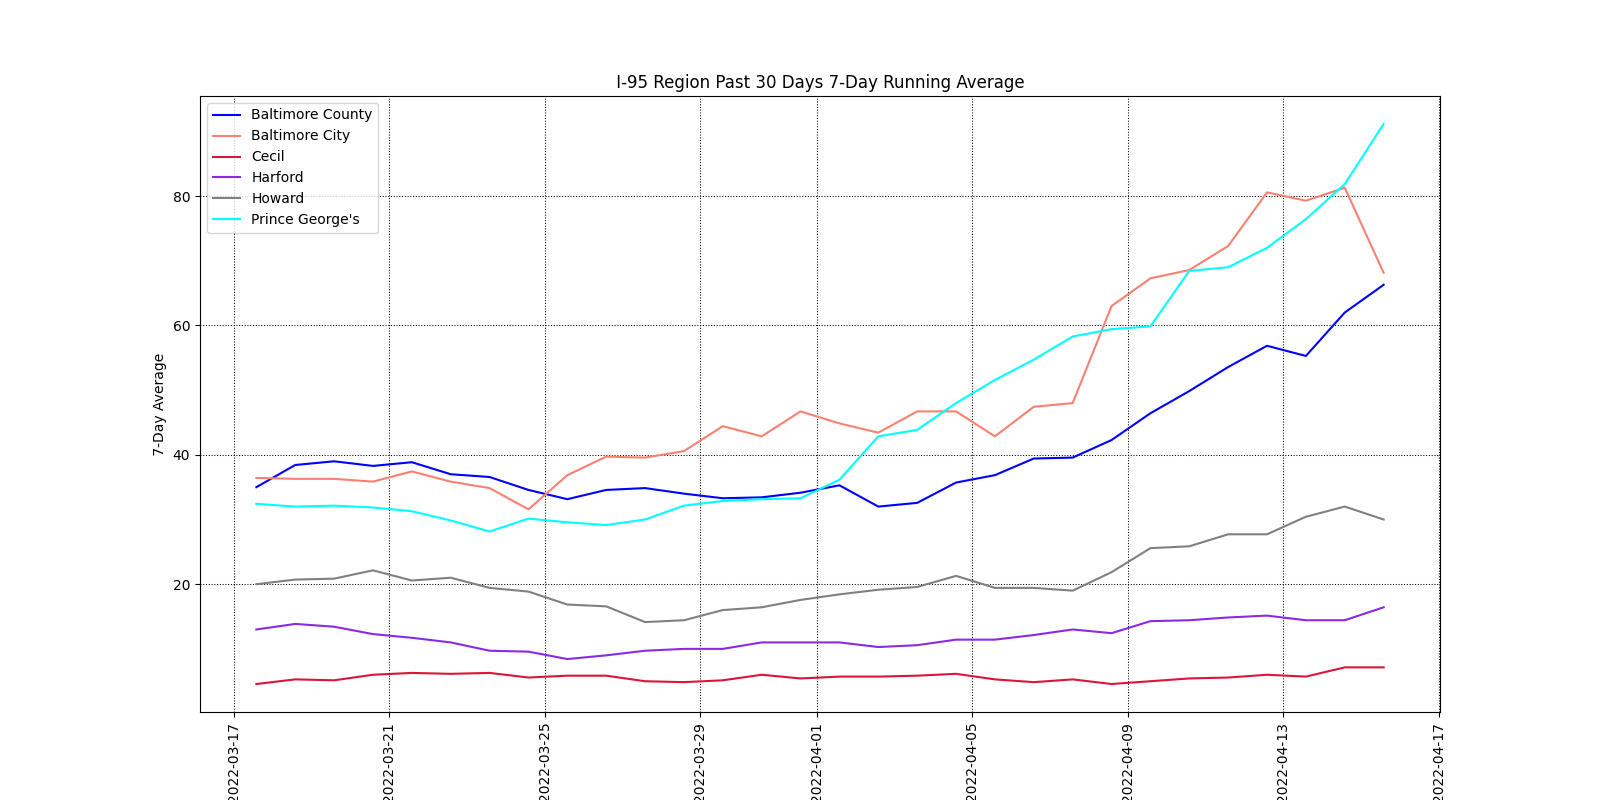 I-95 Region Past 30 Days 7-Day Running Average
Baltimore County
Baltimore City
Cecil
Harford
Howard
Prince George's
80
60
40
20
7-Day Average
2022-03-17
2022-03-21
2022-03-25
2022-03-29
2022-04-01
2022-04-05
2022-04-09
2022-04-13
2022-04-17